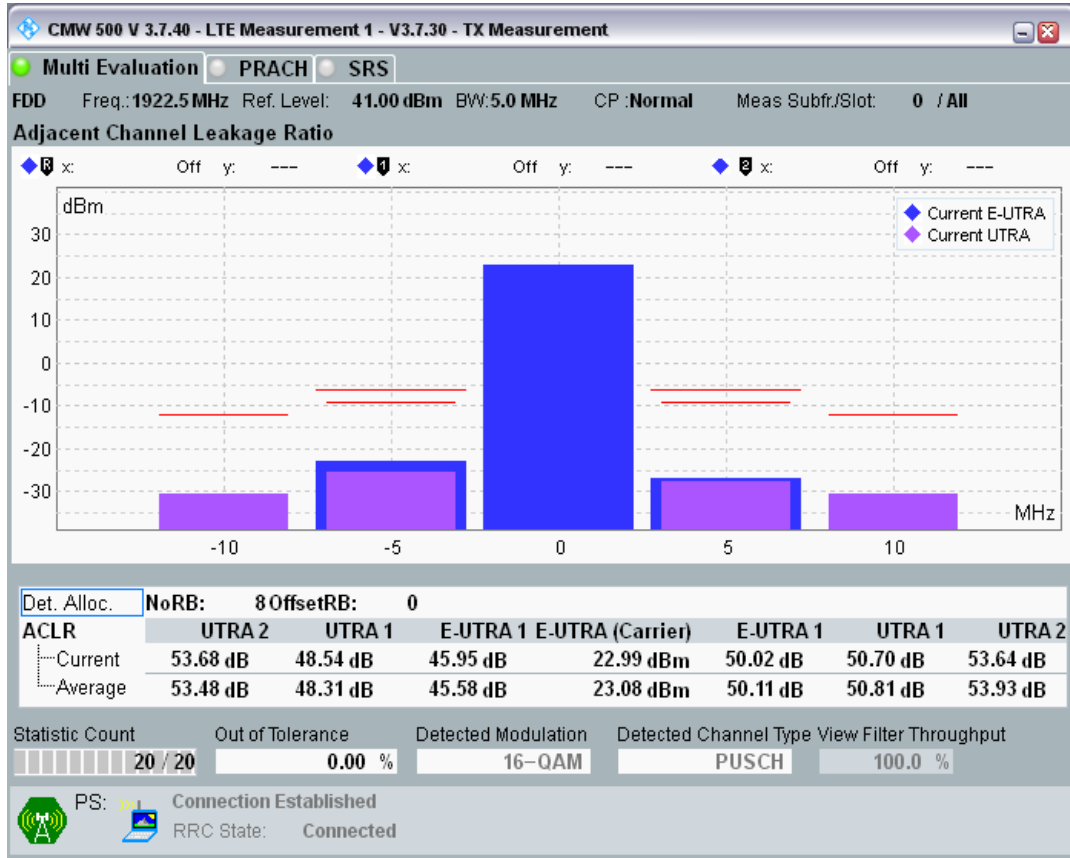 CMW 500 V 3.7.40 - LTE Measurement 1 - V3.7.30 - TX Measurement
Multi Evaluation PRACH SRS
FDD Freq.: 1922.5 MHz Ref. Level: 41.00 dBm BW: 5.0 MHz CP : Normal Meas Subfr./Slot: 0 / All
Adjacent Channel Leakage Ratio
R x: Off y: --- 1 x: Off y: --- 2 x: Off y: ---
dBm
Current E-UTRA
Current UTRA
30
20
10
0
-10
-20
-30
MHz
-10 -5 0 5 10
Det. Alloc. NoRB: 8 OffsetRB: 0
ACLR UTRA 2 UTRA 1 E-UTRA 1 E-UTRA (Carrier) E-UTRA 1 UTRA 1 UTRA 2
Current 53.68 dB 48.54 dB 45.95 dB 22.99 dBm 50.02 dB 50.70 dB 53.64 dB
Average 53.48 dB 48.31 dB 45.58 dB 23.08 dBm 50.11 dB 50.81 dB 53.93 dB
Statistic Count Out of Tolerance Detected Modulation Detected Channel Type View Filter Throughput
20 / 20 0.00 % 16-QAM PUSCH 100.0 %
PS: Connection Established
RRC State: Connected